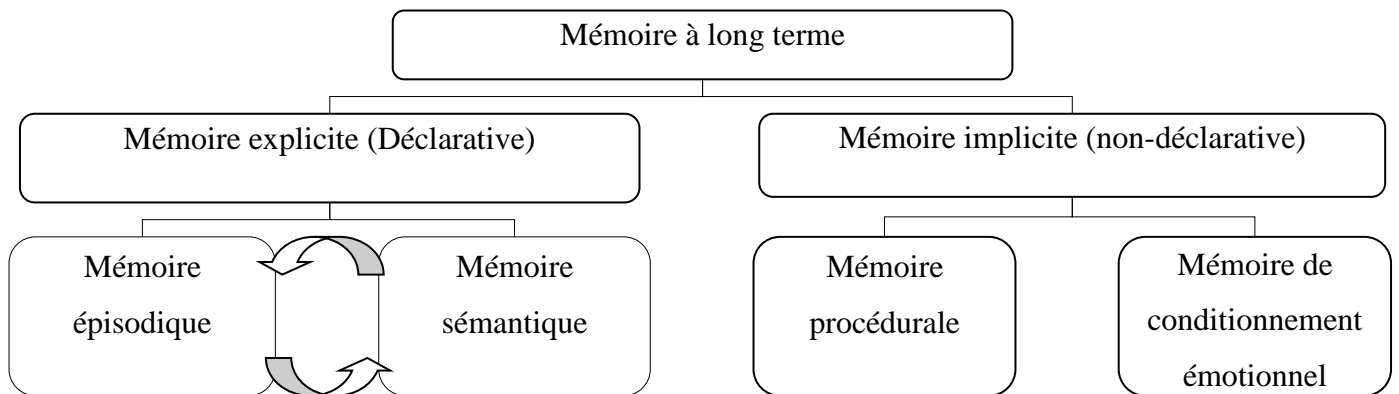 Mémoire à long terme
Mémoire explicite (Déclarative)
Mémoire implicite (non-déclarative)
Mémoire
épisodique
Mémoire
sémantique
Mémoire
procédurale
Mémoire de
conditionnement
émotionnel